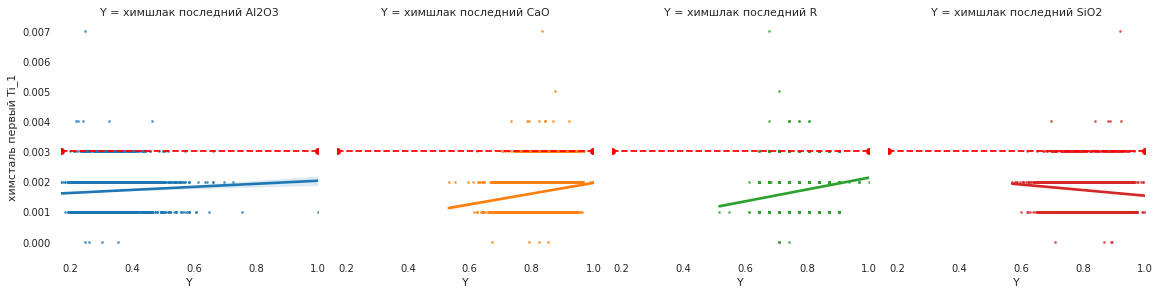 Y = химшлак последний Al2O3
Y = химшлак последний CaO
Y = химшлак последний R
Y = химшлак последний SiO2
химсталь первый Ti_1
0.007
0.006
0.005
0.004
0.003
0.002
0.001
0.000
0.2 0.4 0.6 0.8 1.0
0.2 0.4 0.6 0.8 1.0
0.2 0.4 0.6 0.8 1.0
0.2 0.4 0.6 0.8 1.0
Y
Y
Y
Y